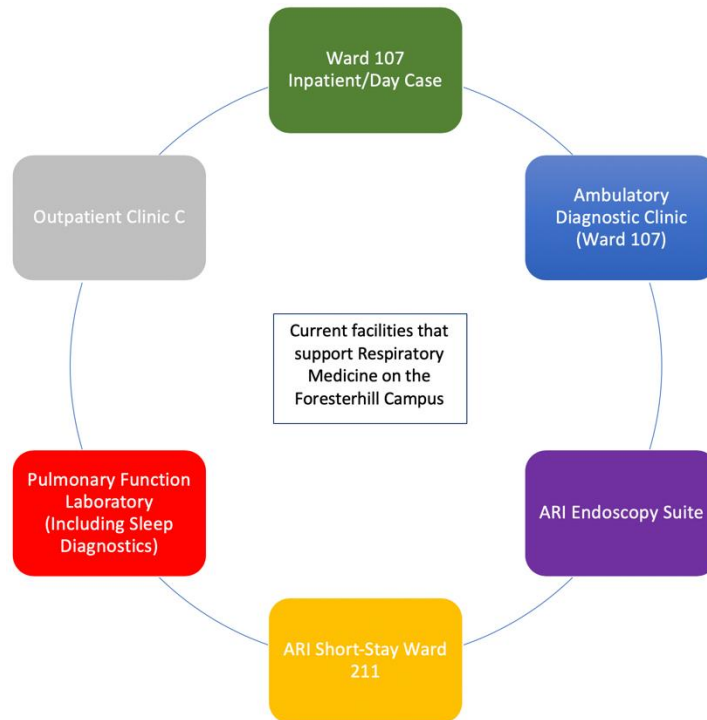 Ward 107
Inpatient/Day Case
Ambulatory
Diagnostic Clinic
(Ward 107)
Outpatient Clinic C
Current facilities that
support Respiratory
Medicine on the
Foresterhill Campus
Pulmonary Function
Laboratory
(Including Sleep
Diagnostics)
ARI Endoscopy Suite
ARI Short-Stay Ward
211